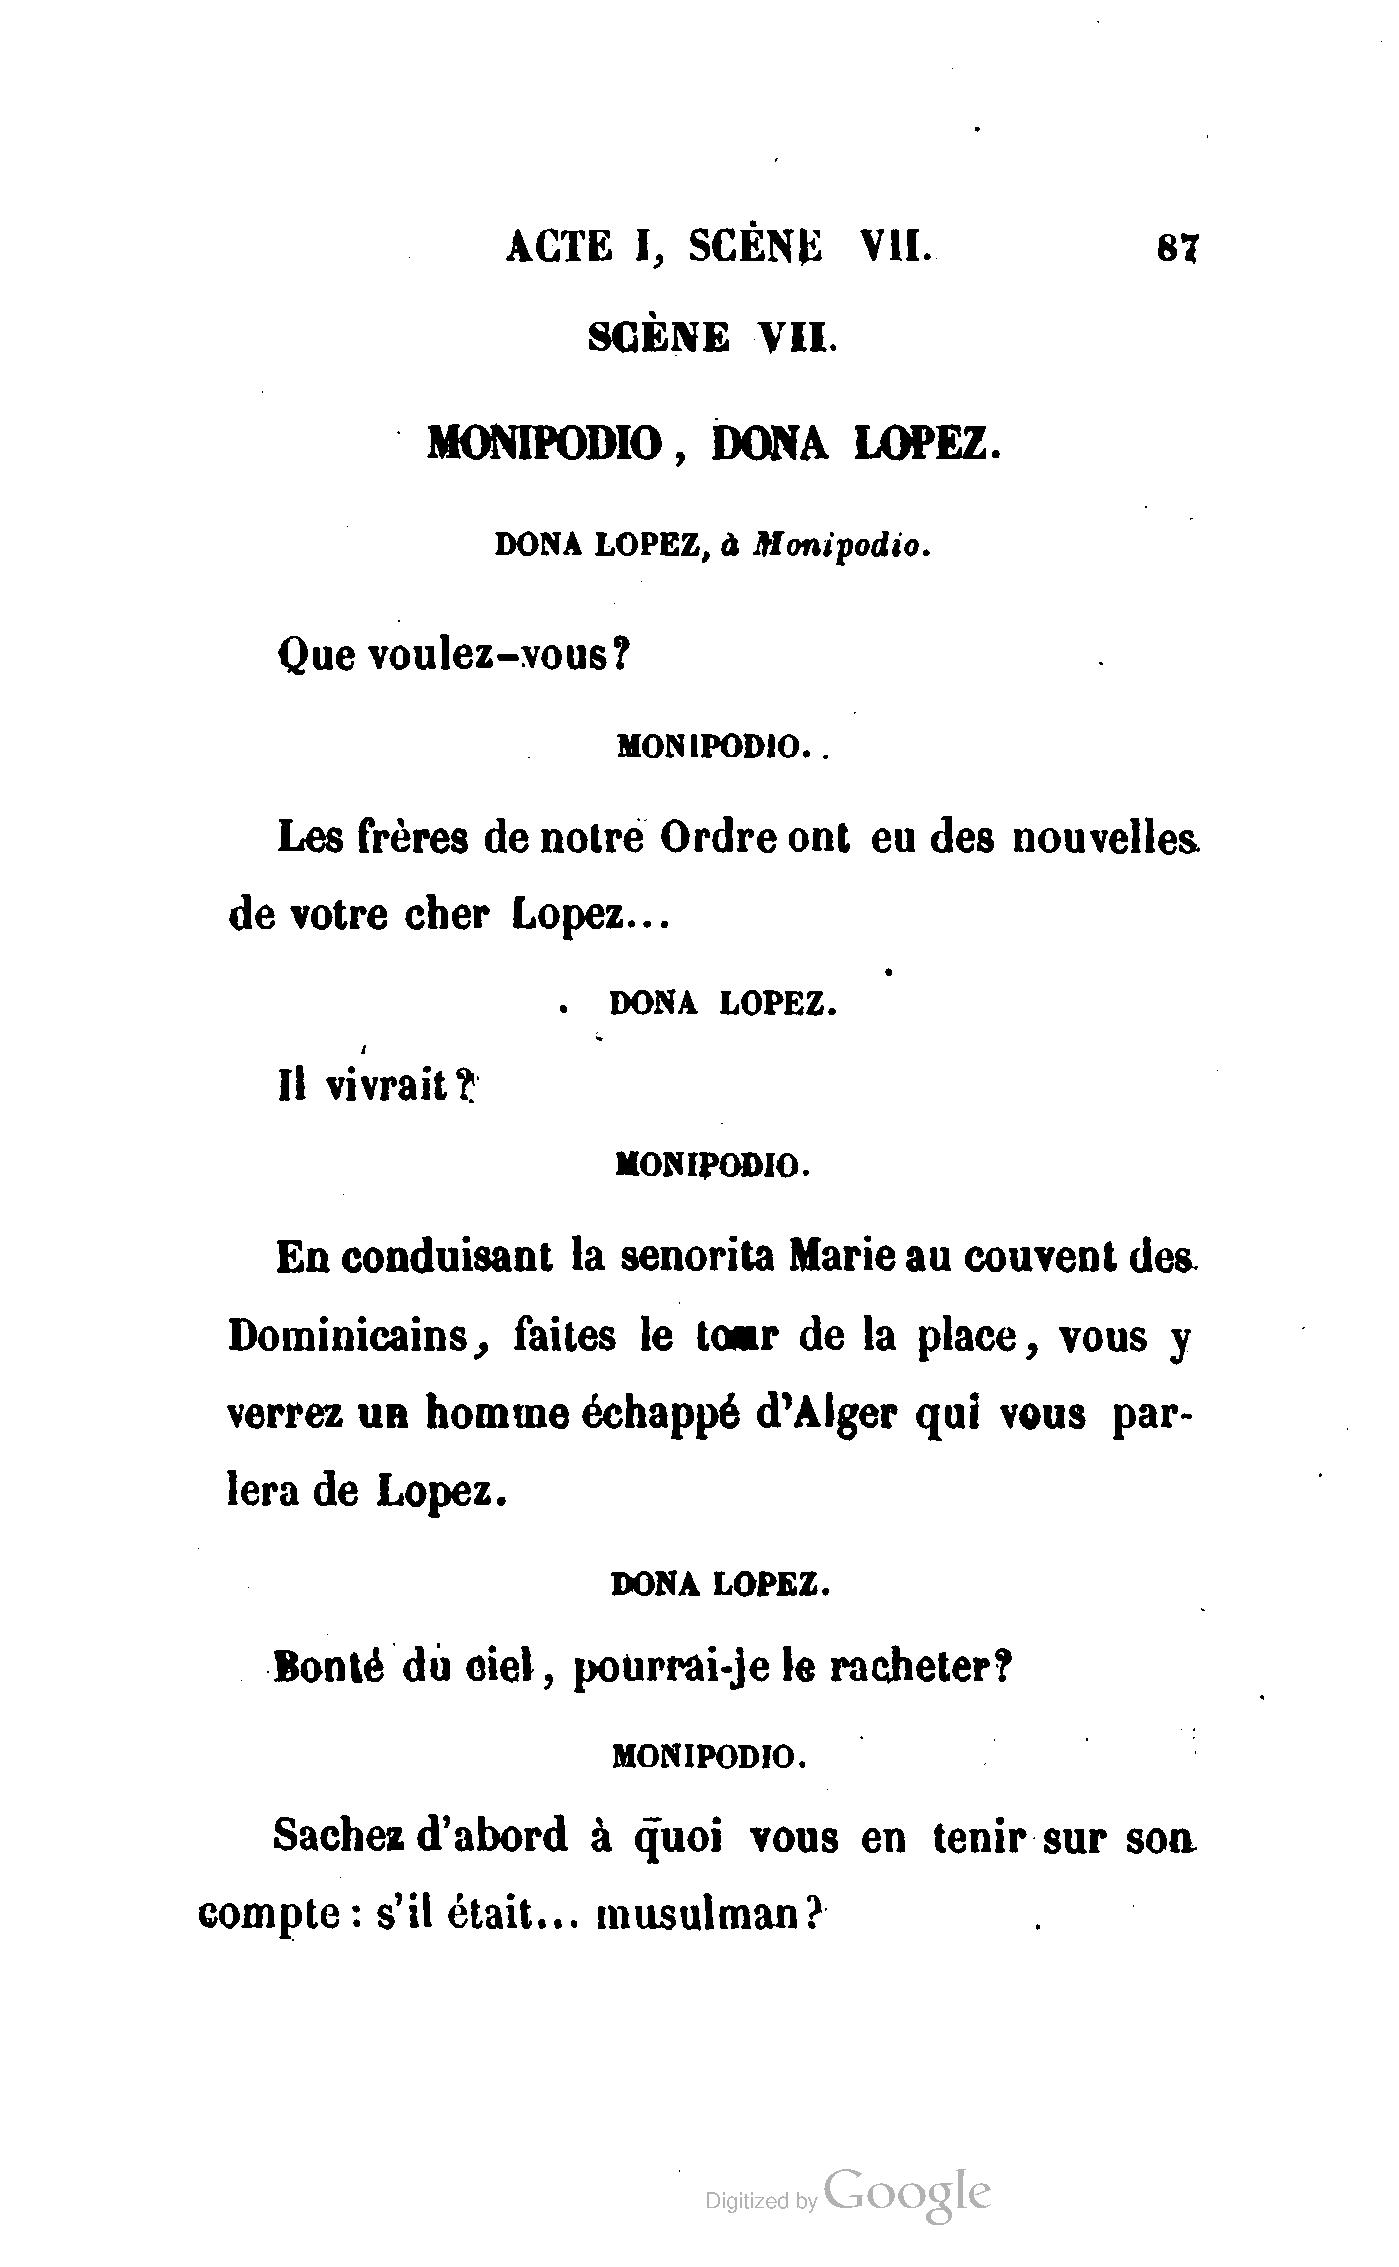 ACTE I, SCÈNE VII. 87
SCÈNE VII.
MONIPODIO, DONA LOPEZ.
DONA LOPEZ, à Monipodio.
Que voulez-vous?
MONIPODIO.
Les frères de notre Ordre ont eu des nouvelles
de votre cher Lopez...
DONA LOPEZ.
Il vivrait?
MONIPODIO.
En conduisant la senorita Marie au couvent des
Dominicains, faites le tour de la place, vous y
verrez un homme échappé d'Alger qui vous par-
lera de Lopez.
DONA LOPEZ.
Bonté du ciel, pourrai-je le racheter?
MONIPODIO.
Sachez d'abord à quoi vous en tenir sur son
compte : s'il était... musulman?
Digitized by Google